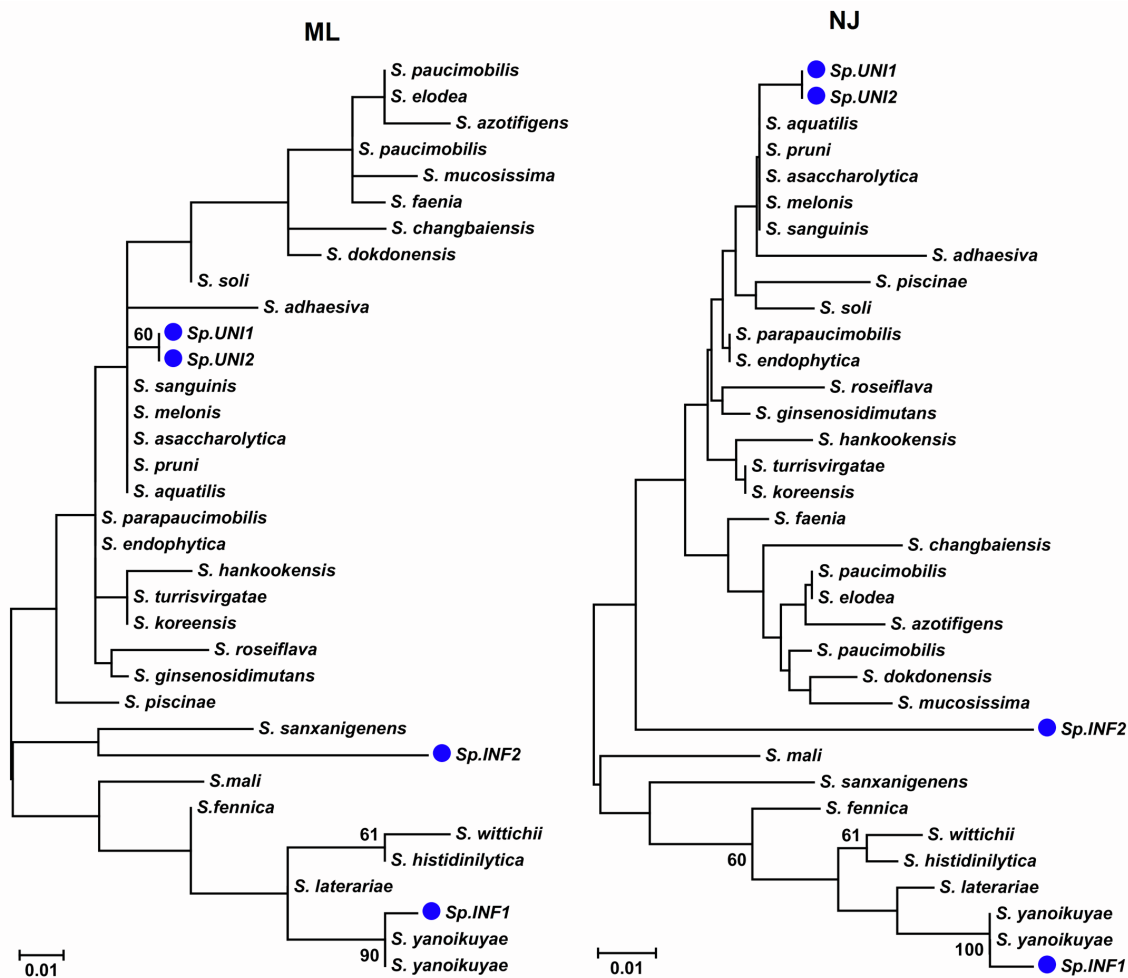 ML
S. paucimobilis
S. elodea
S. azotifigens
S. paucimobilis
S. mucosissima
S. faenia
S. changbaiensis
S. dokdonensis
S. soli
S. adhaesiva
60
Sp.UNI1
Sp.UNI2
S. sanguinis
S. melonis
S. asaccharolytica
S. pruni
S. aquatilis
S. parapaucimobilis
S. endophytica
S. hankookensis
S. turrisvirgatae
S. koreensis
S. roseiflava
S. ginsenosidimutans
S. piscinae
S. sanxanigenens
Sp.INF2
S.mali
S.fennica
61
S. wittichii
S. histidinilytica
S. laterariae
Sp.INF1
S. yanoikuyae
90
S. yanoikuyae
0.01
NJ
Sp.UNI1
Sp.UNI2
S. aquatilis
S. pruni
S. asaccharolytica
S. melonis
S. sanguinis
S. adhaesiva
S. piscinae
S. soli
S. parapaucimobilis
S. endophytica
S. roseiflava
S. ginsenosidimutans
S. hankookensis
S. turrisvirgatae
S. koreensis
S. faenia
S. changbaiensis
S. paucimobilis
S. elodea
S. azotifigens
S. paucimobilis
S. dokdonensis
S. mucosissima
Sp.INF2
S. mali
S. sanxanigenens
S. fennica
61
S. wittichii
60
S. histidinilytica
S. laterariae
S. yanoikuyae
S. yanoikuyae
100
Sp.INF1
0.01